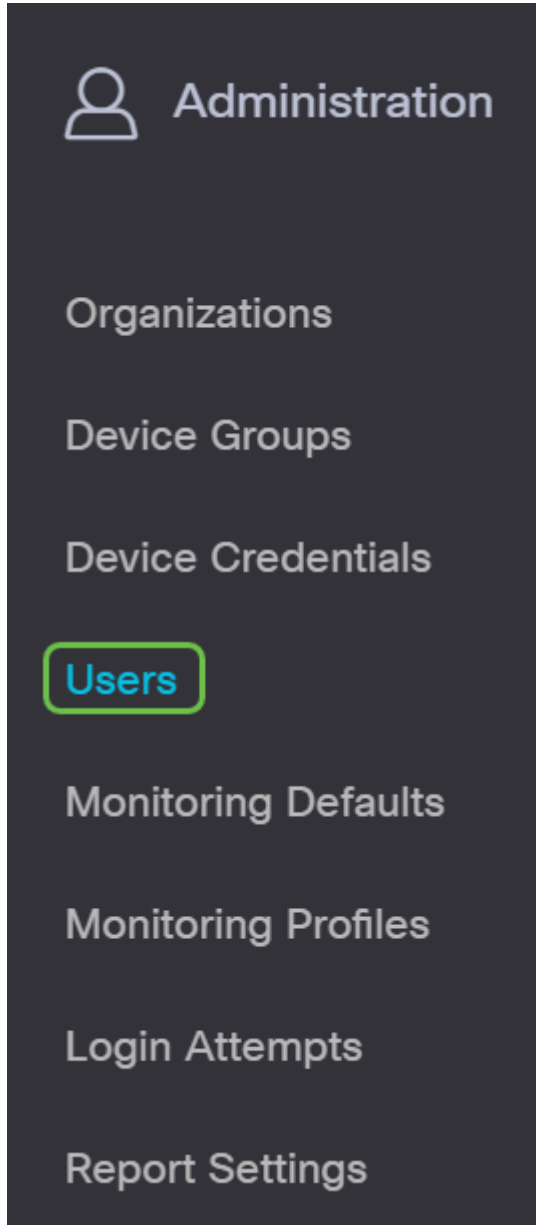 Administration
Organizations
Device Groups
Device Credentials
Users
Monitoring Defaults
Monitoring Profiles
Login Attempts
Report Settings